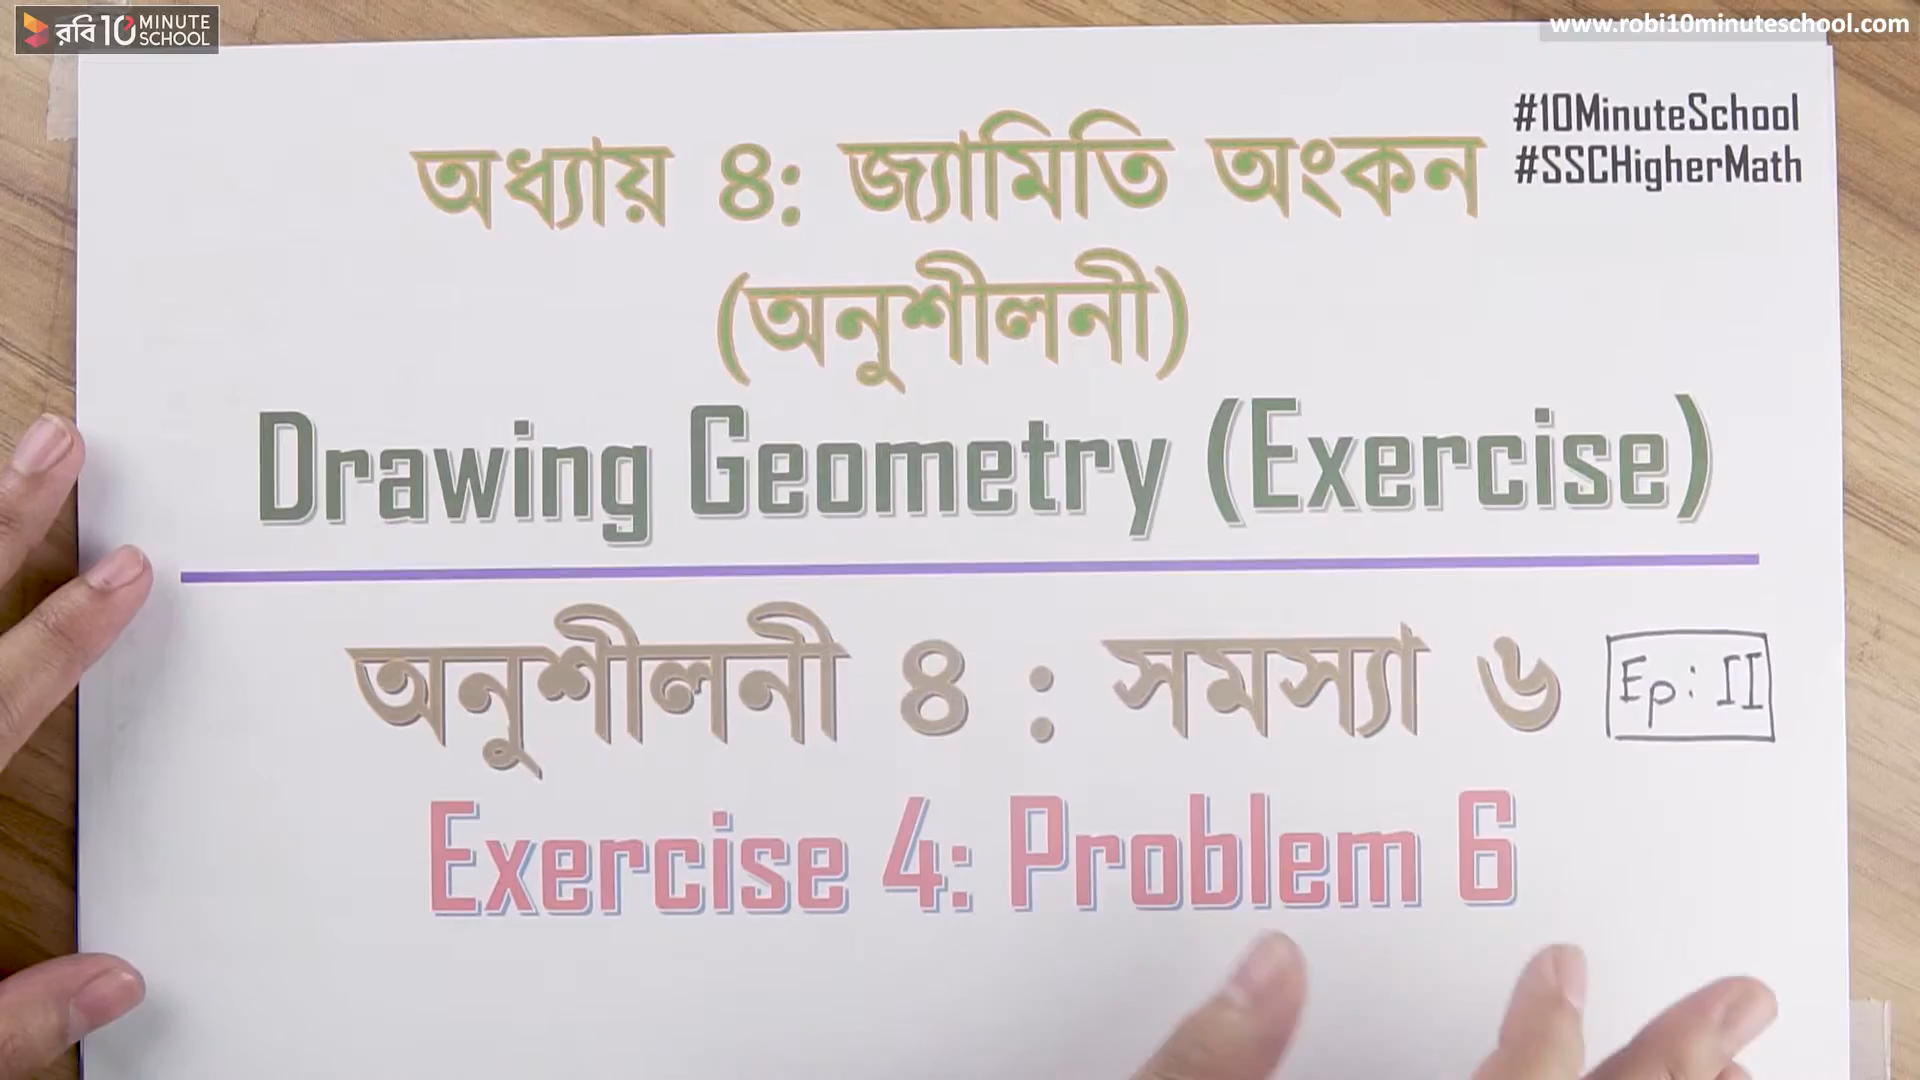 রবি 10 MINUTE SCHOOL
www.robi10minuteschool.com
#10MinuteSchool
#SSCHigherMath
অধ্যায় ৪: জ্যামিতি অংকন
(অনুশীলনী)
Drawing Geometry (Exercise)
অনুশীলনী ৪ : সমস্যা ৬
Ep: II
Exercise 4: Problem 6